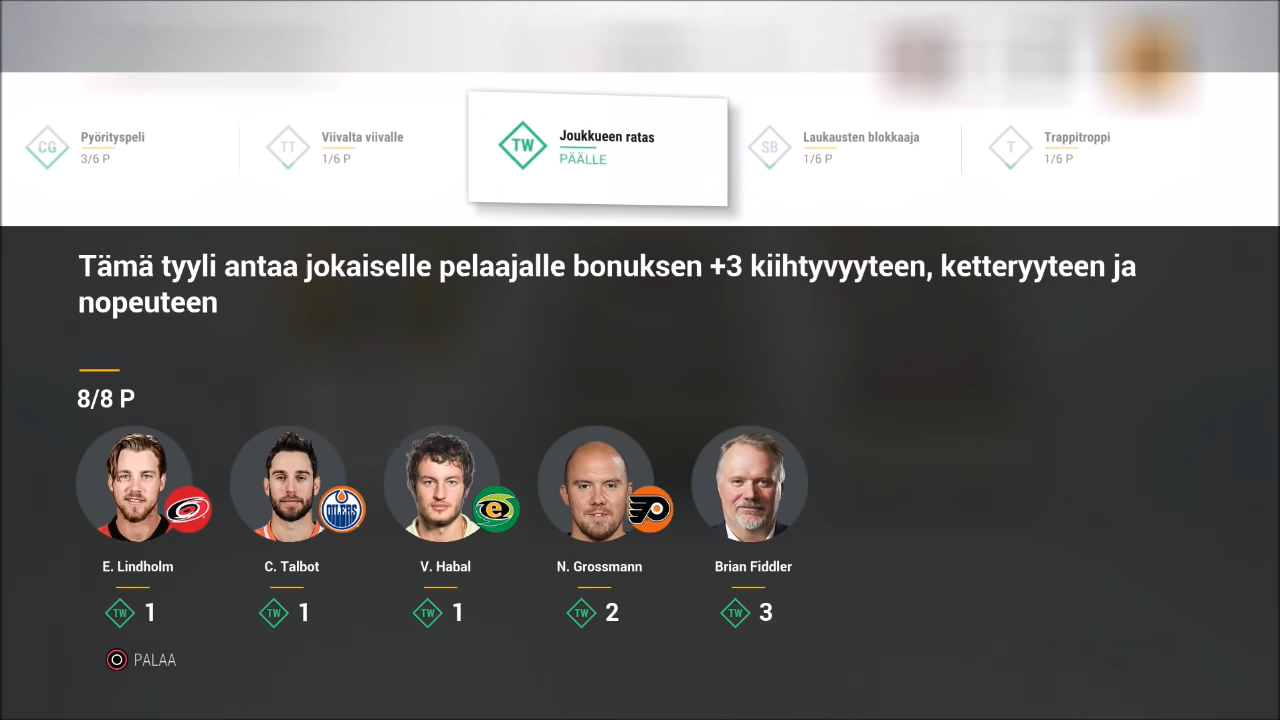 CG Pyörityspeli
3/6 P
TT Viivalta viivalle
1/6 P
TW Joukkueen ratas
PÄÄLLE
SB Laukausten blokkaaja
1/6 P
T Trappitroppi
1/6 P
Tämä tyyli antaa jokaiselle pelaajalle bonuksen +3 kiihtyvyyteen, ketteryyteen ja
nopeuteen
8/8 P
OILERS
e
E. Lindholm
C. Talbot
V. Habal
N. Grossmann
Brian Fiddler
TW 1
TW 1
TW 1
TW 2
TW 3
PALAA